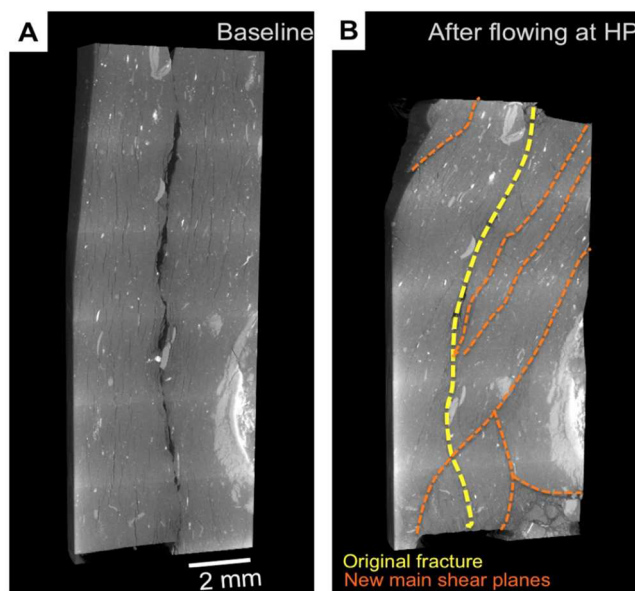 A
Baseline
2 mm
B
After flowing at HP
Original fracture
New main shear planes